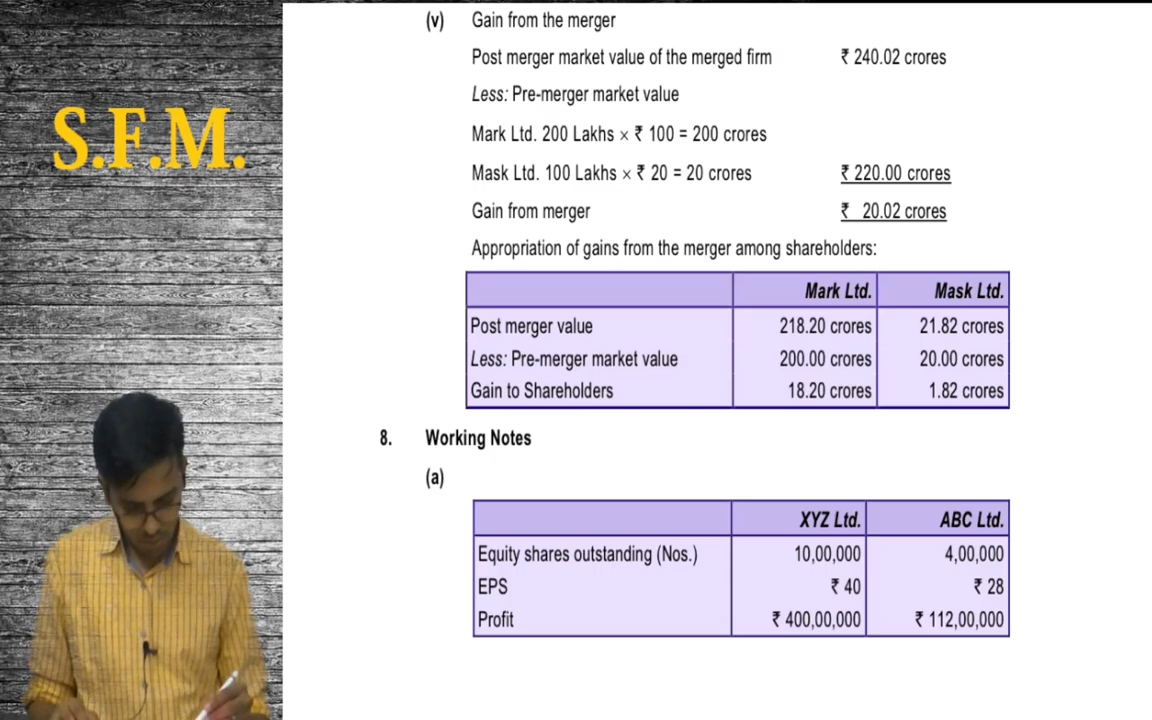 S.F.M.
(v) Gain from the merger
Post merger market value of the merged firm ₹ 240.02 crores
Less: Pre-merger market value
Mark Ltd. 200 Lakhs × ₹ 100 = 200 crores
Mask Ltd. 100 Lakhs × ₹ 20 = 20 crores ₹ 220.00 crores
Gain from merger ₹ 20.02 crores
Appropriation of gains from the merger among shareholders:
Mark Ltd. Mask Ltd.
Post merger value 218.20 crores 21.82 crores
Less: Pre-merger market value 200.00 crores 20.00 crores
Gain to Shareholders 18.20 crores 1.82 crores
8. Working Notes
(a)
XYZ Ltd. ABC Ltd.
Equity shares outstanding (Nos.) 10,00,000 4,00,000
EPS ₹ 40 ₹ 28
Profit ₹ 400,00,000 ₹ 112,00,000